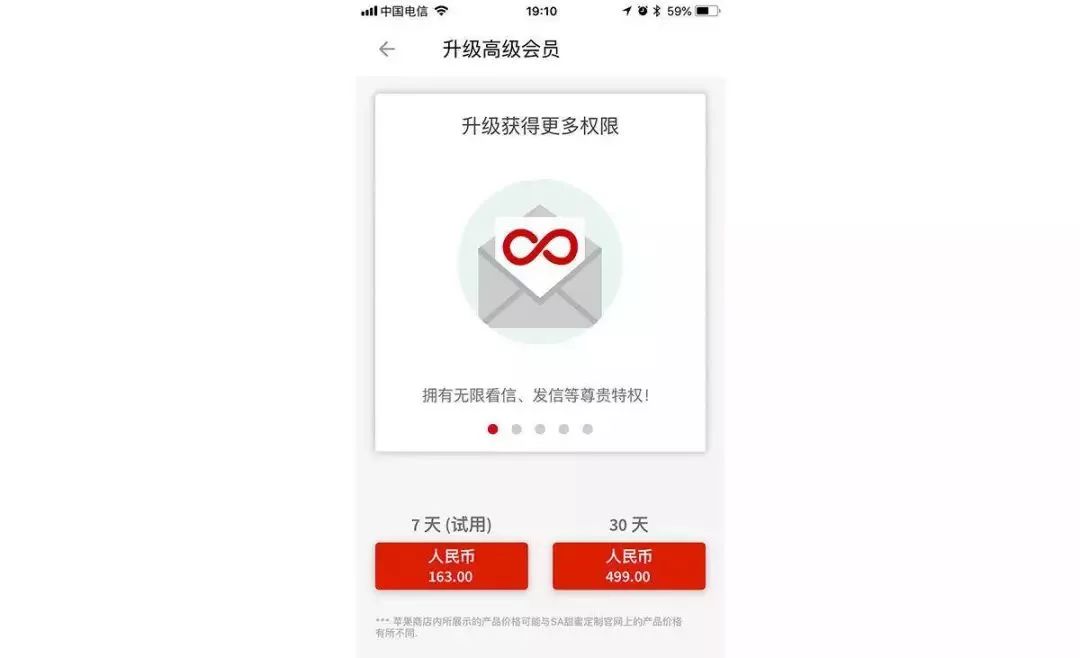 中国电信 19:10 59%
升级高级会员
升级获得更多权限
拥有无限看信、发信等尊贵特权!
7 天 (试用) 30 天
人民币 人民币
163.00 499.00
*** 苹果商店内所展示的产品价格可能与SA甜蜜定制官网上的产品价格
有所不同.